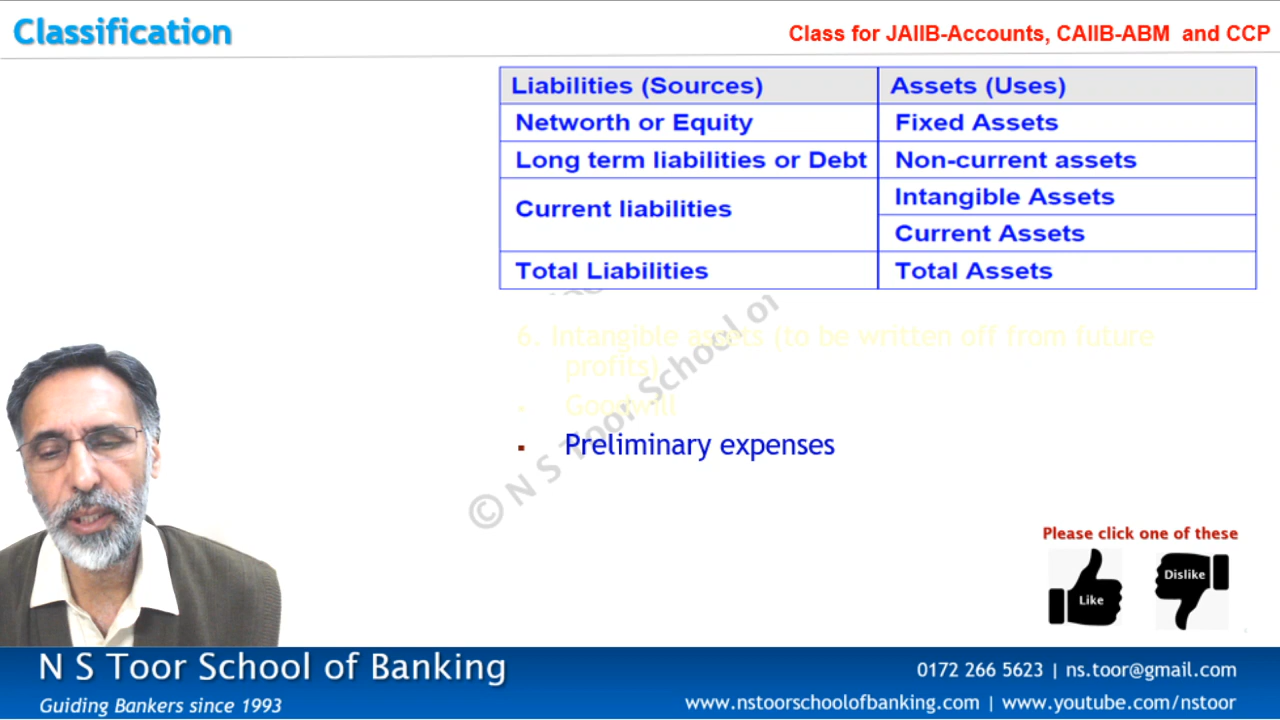 Classification
Class for JAIIB-Accounts, CAIIB-ABM and CCP
Liabilities (Sources) Assets (Uses)
Networth or Equity Fixed Assets
Long term liabilities or Debt Non-current assets
Current liabilities Intangible Assets
Current Assets
Total Liabilities Total Assets
6. Intangible assets (to be written off from future
profits)
Goodwill
Preliminary expenses
© N S Toor School of
Please click one of these
Like
Dislike
N S Toor School of Banking
Guiding Bankers since 1993
0172 266 5623 | ns.toor@gmail.com
www.nstoorschoolofbanking.com | www.youtube.com/nstoor